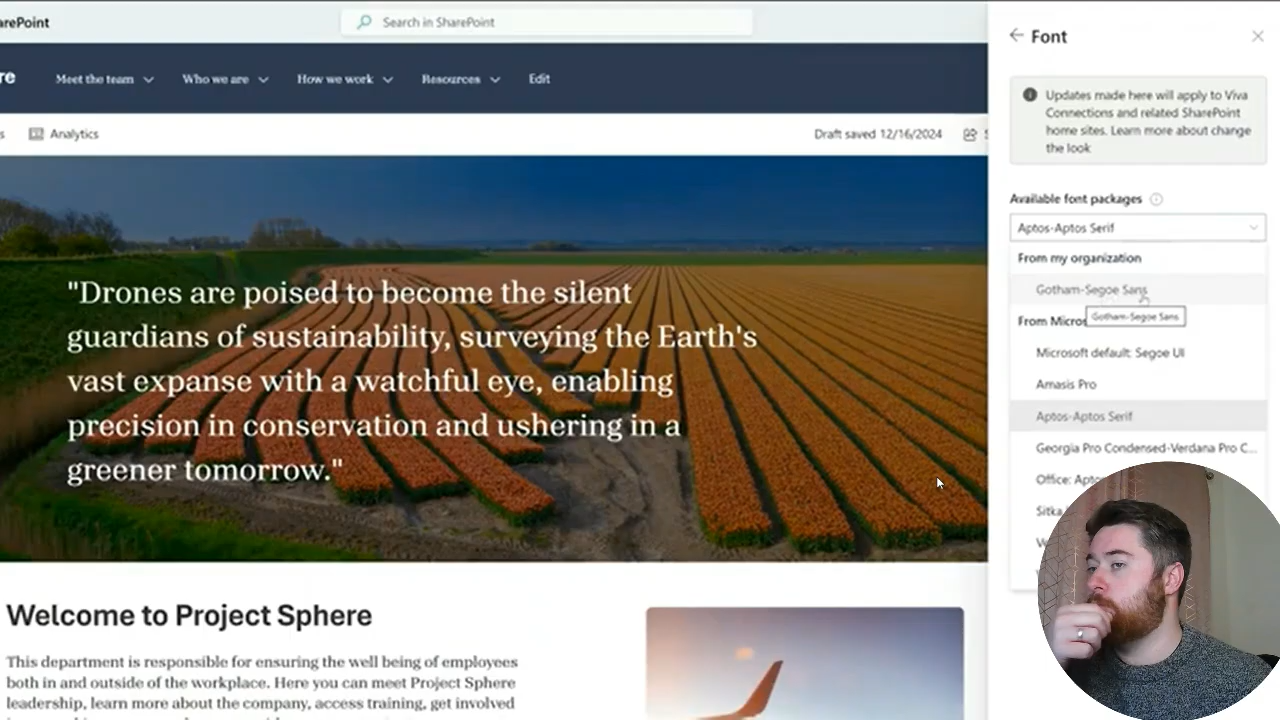 arePoint
Search in SharePoint
re
Meet the team
Who we are
How we work
Resources
Edit
s
Analytics
Draft saved 12/16/2024
S
"Drones are poised to become the silent
guardians of sustainability, surveying the Earth's
vast expanse with a watchful eye, enabling
precision in conservation and ushering in a
greener tomorrow."
Welcome to Project Sphere
This department is responsible for ensuring the well being of employees
both in and outside of the workplace. Here you can meet Project Sphere
leadership, learn more about the company, access training, get involved
Font
Updates made here will apply to Viva
Connections and related SharePoint
home sites. Learn more about change
the look
Available font packages
Aptos-Aptos Serif
From my organization
Gotham-Segoe Sans
Gotham-Segoe Sans
From Micros
Microsoft default: Segoe UI
Amasis Pro
Aptos-Aptos Serif
Georgia Pro Condensed-Verdana Pro C...
Office: Apto
Sitka